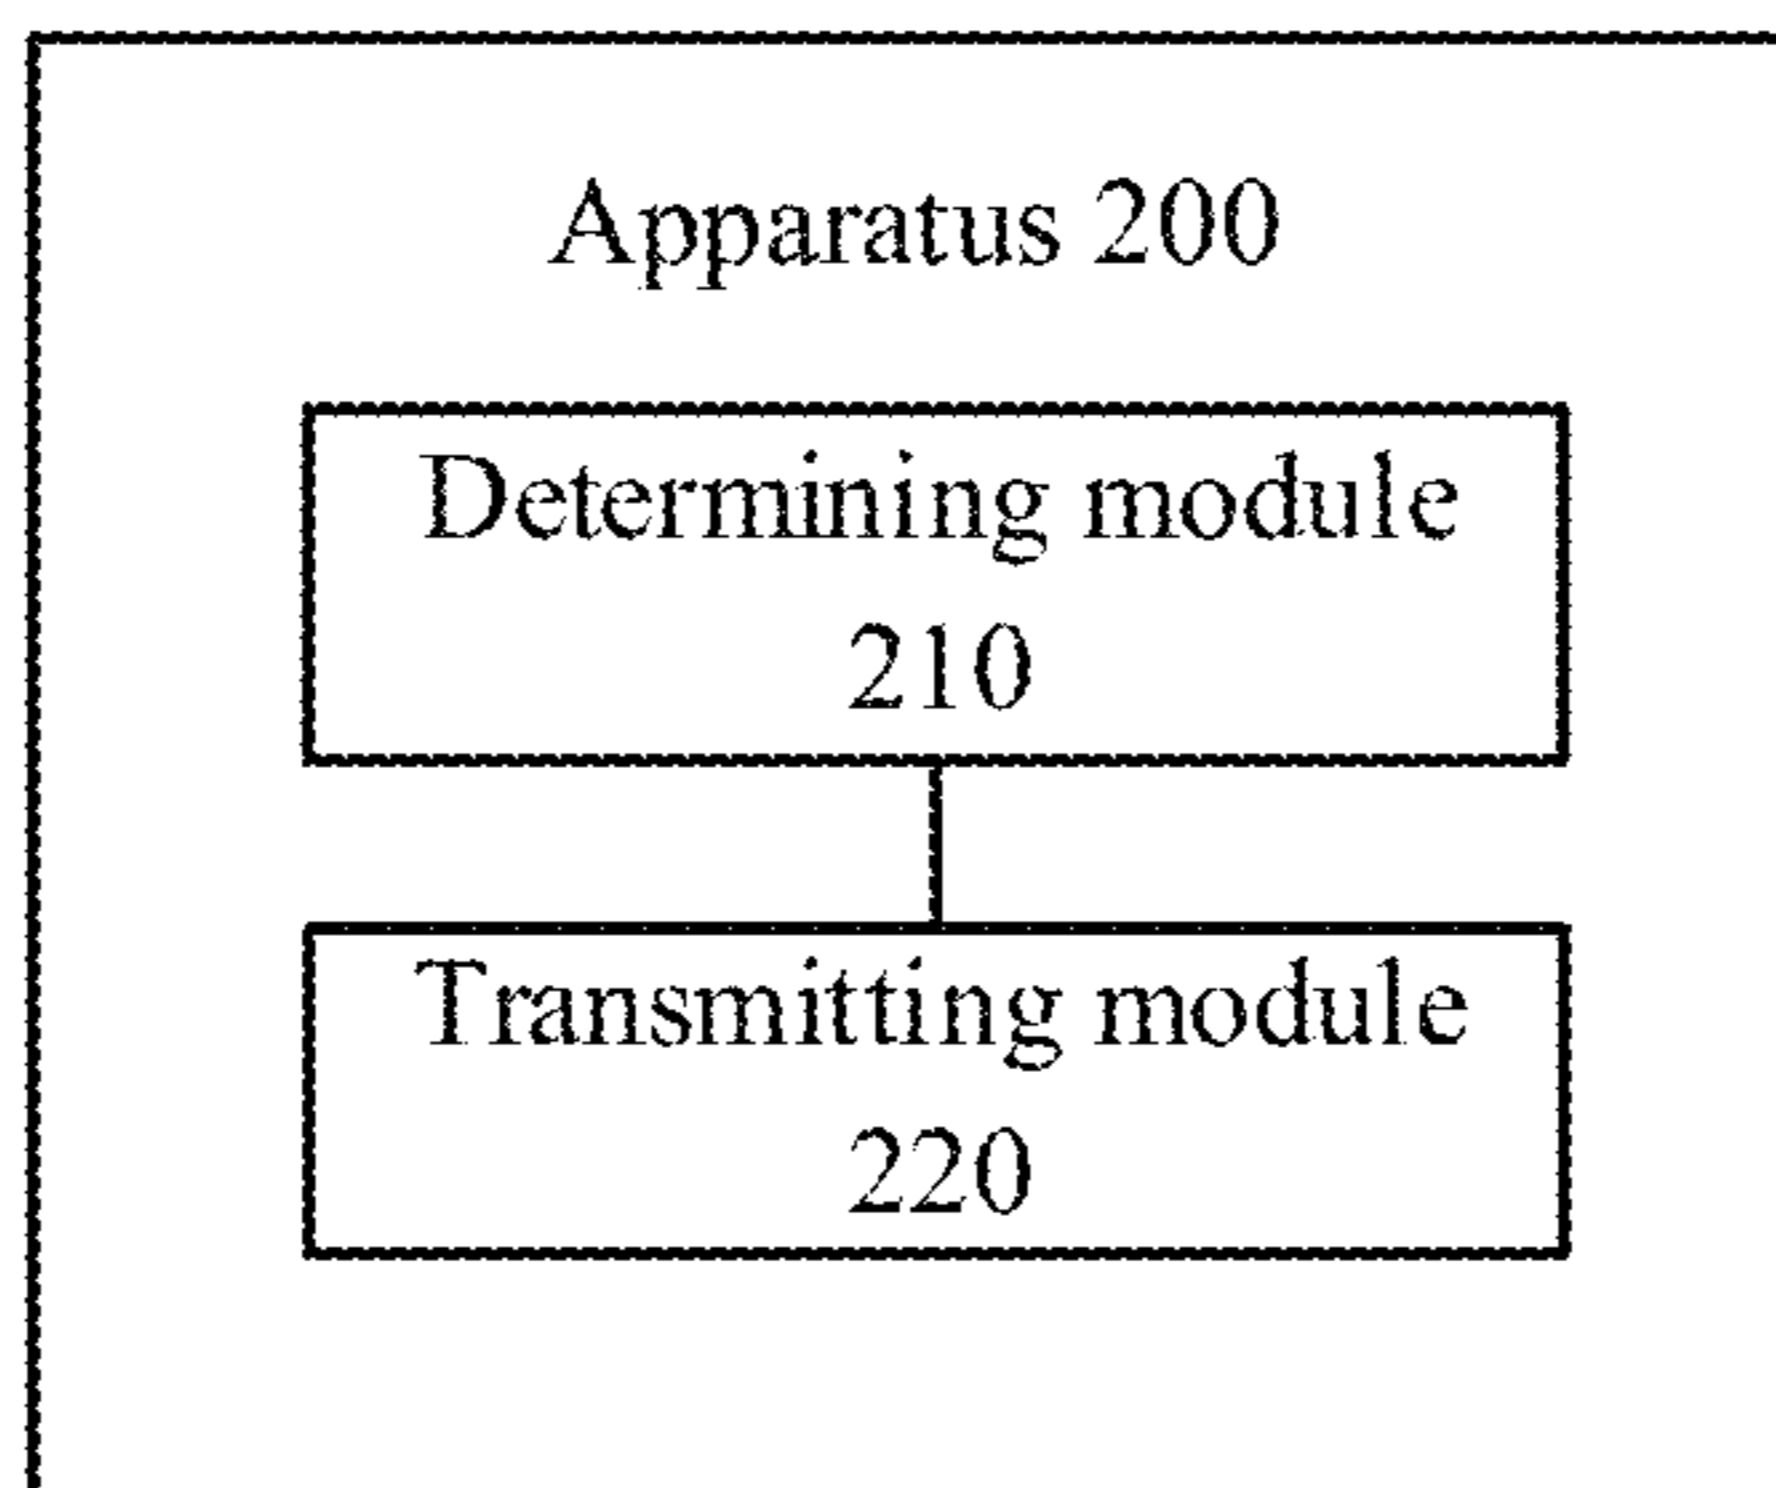 Apparatus 200
Determining module
210
Transmitting module
220